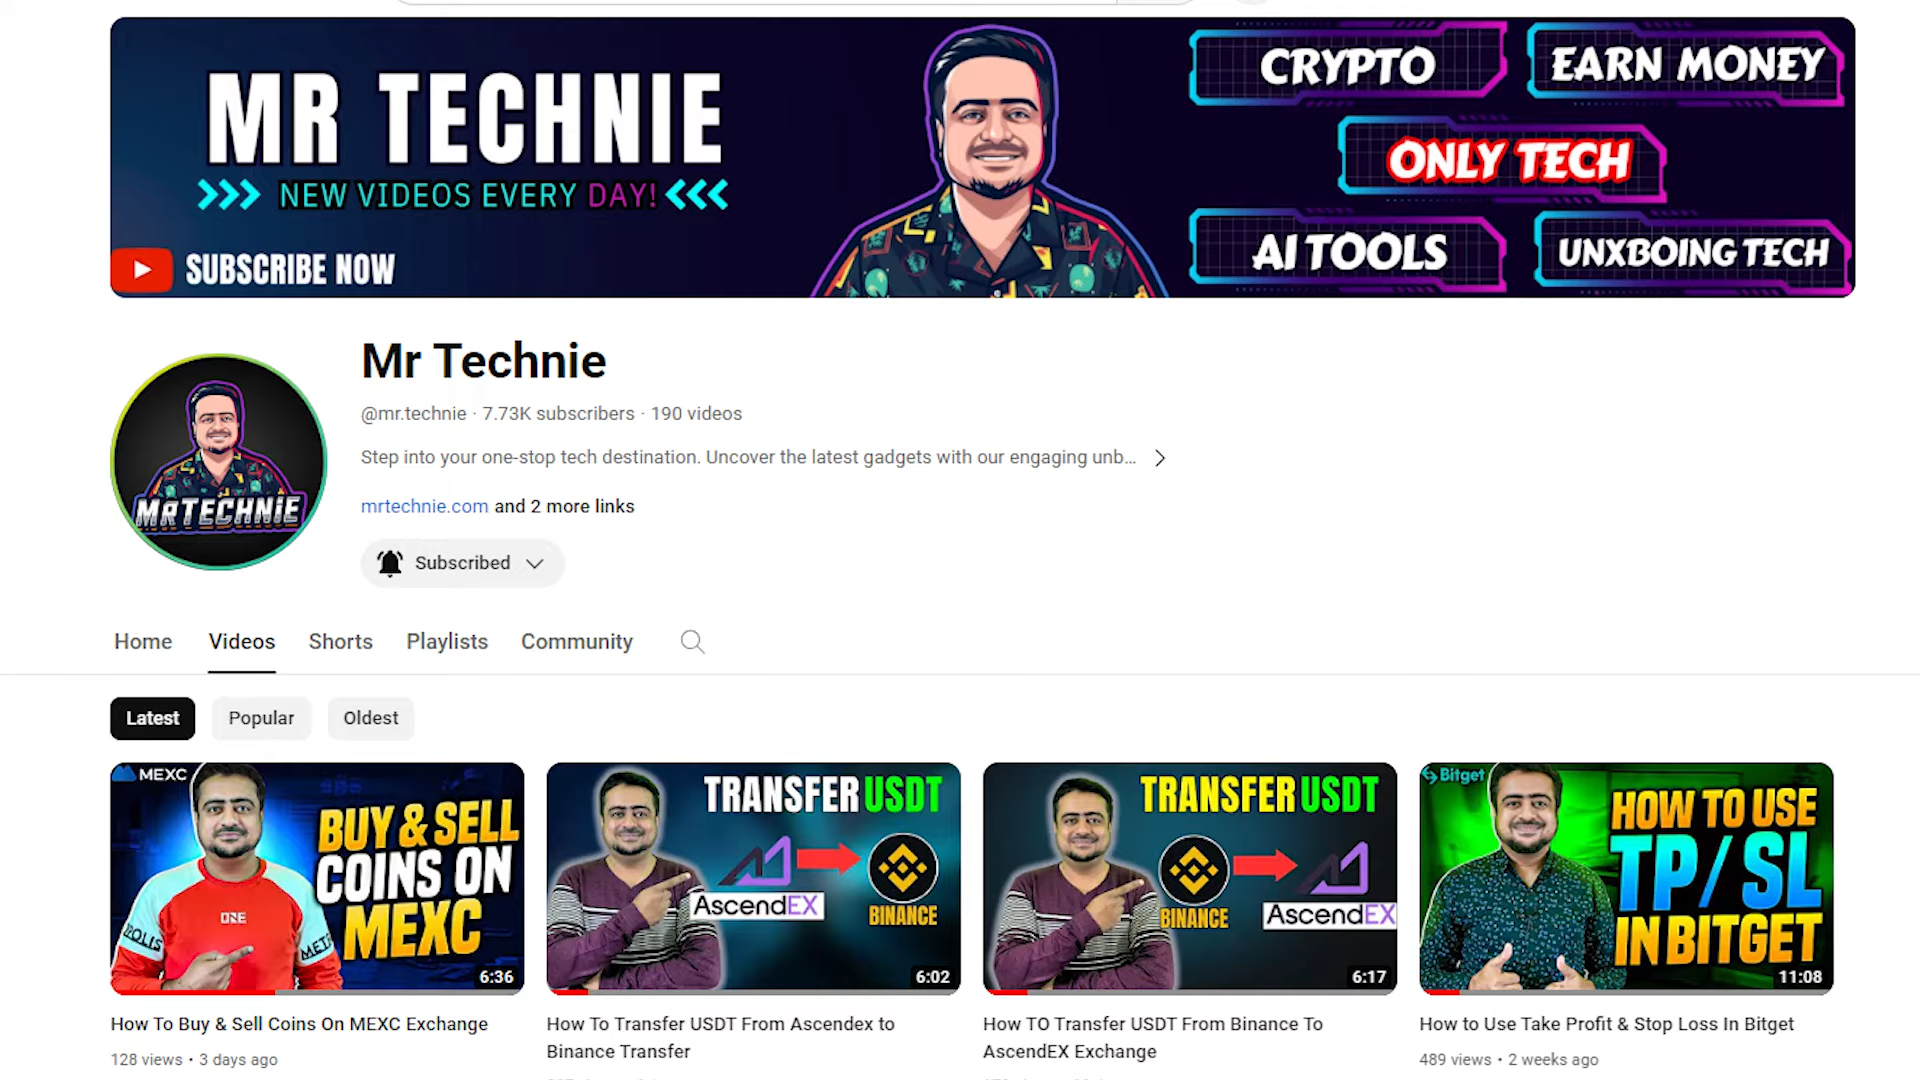 MR TECHNIE
>>> NEW VIDEOS EVERY DAY! <<<
SUBSCRIBE NOW
CRYPTO
EARN MONEY
ONLY TECH
AI TOOLS
UNXBOING TECH
MRTECHNIE
Mr Technie
@mr.technie · 7.73K subscribers · 190 videos
Step into your one-stop tech destination. Uncover the latest gadgets with our engaging unb...
mrtechnie.com and 2 more links
Subscribed
Home Videos Shorts Playlists Community
Latest Popular Oldest
MEXC
BUY & SELL
COINS ON
MEXC
ONE
POLIS
METR
6:36
TRANSFER USDT
AscendEX
BINANCE
6:02
TRANSFER USDT
BINANCE
AscendEX
6:17
Bitget
HOW TO USE
TP/SL
IN BITGET
11:08
How To Buy & Sell Coins On MEXC Exchange
128 views • 3 days ago
How To Transfer USDT From Ascendex to
Binance Transfer
How TO Transfer USDT From Binance To
AscendEX Exchange
How to Use Take Profit & Stop Loss In Bitget
489 views • 2 weeks ago